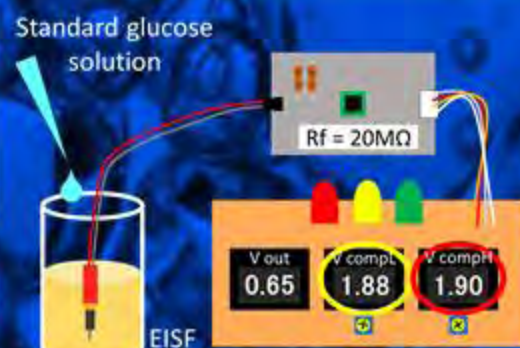 Standard glucose
solution
Rf = 20MΩ
V out
V compL
V compH
0.65
1.88
1.90
EISF